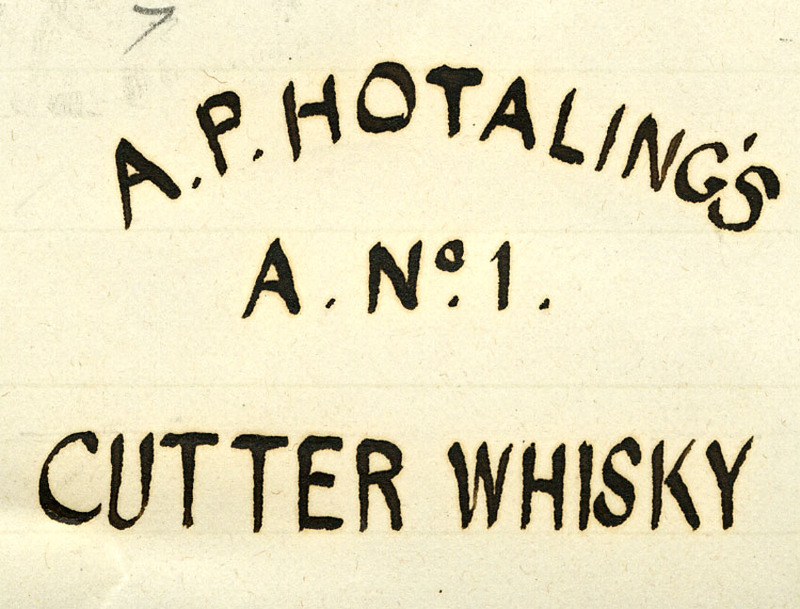 A. P. HOTALING'S
A. Nº. 1.
CUTTER WHISKY